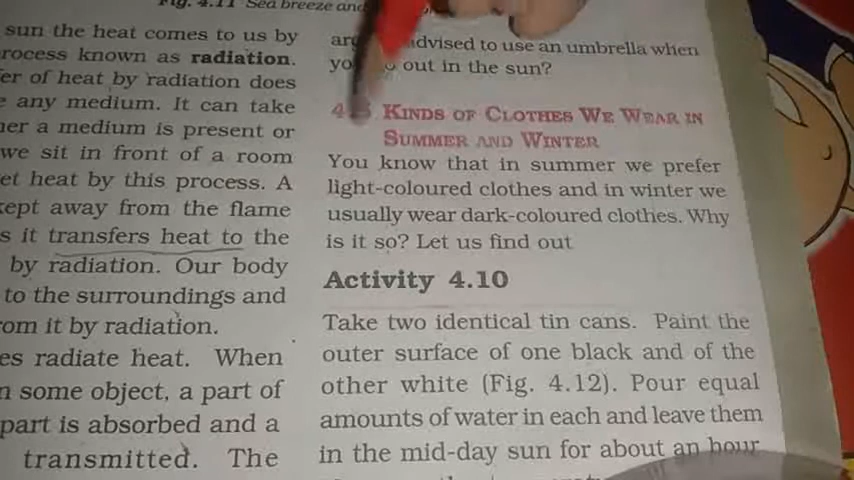 Fig. 4.11 Sea breeze and
sun the heat comes to us by
rocess known as radiation.
er of heat by radiation does
any medium. It can take
her a medium is present or
we sit in front of a room
et heat by this process. A
kept away from the flame
s it transfers heat to the
by radiation. Our body
to the surroundings and
rom it by radiation.
es radiate heat. When
n some object, a part of
part is absorbed and a
transmitted. The
advised to use an umbrella when
out in the sun?
KINDS OF CLOTHES WE WEAR IN
SUMMER AND WINTER
You know that in summer we prefer
light-coloured clothes and in winter we
usually wear dark-coloured clothes. Why
is it so? Let us find out
Activity 4.10
Take two identical tin cans. Paint the
outer surface of one black and of the
other white (Fig. 4.12). Pour equal
amounts of water in each and leave them
in the mid-day sun for about an hour